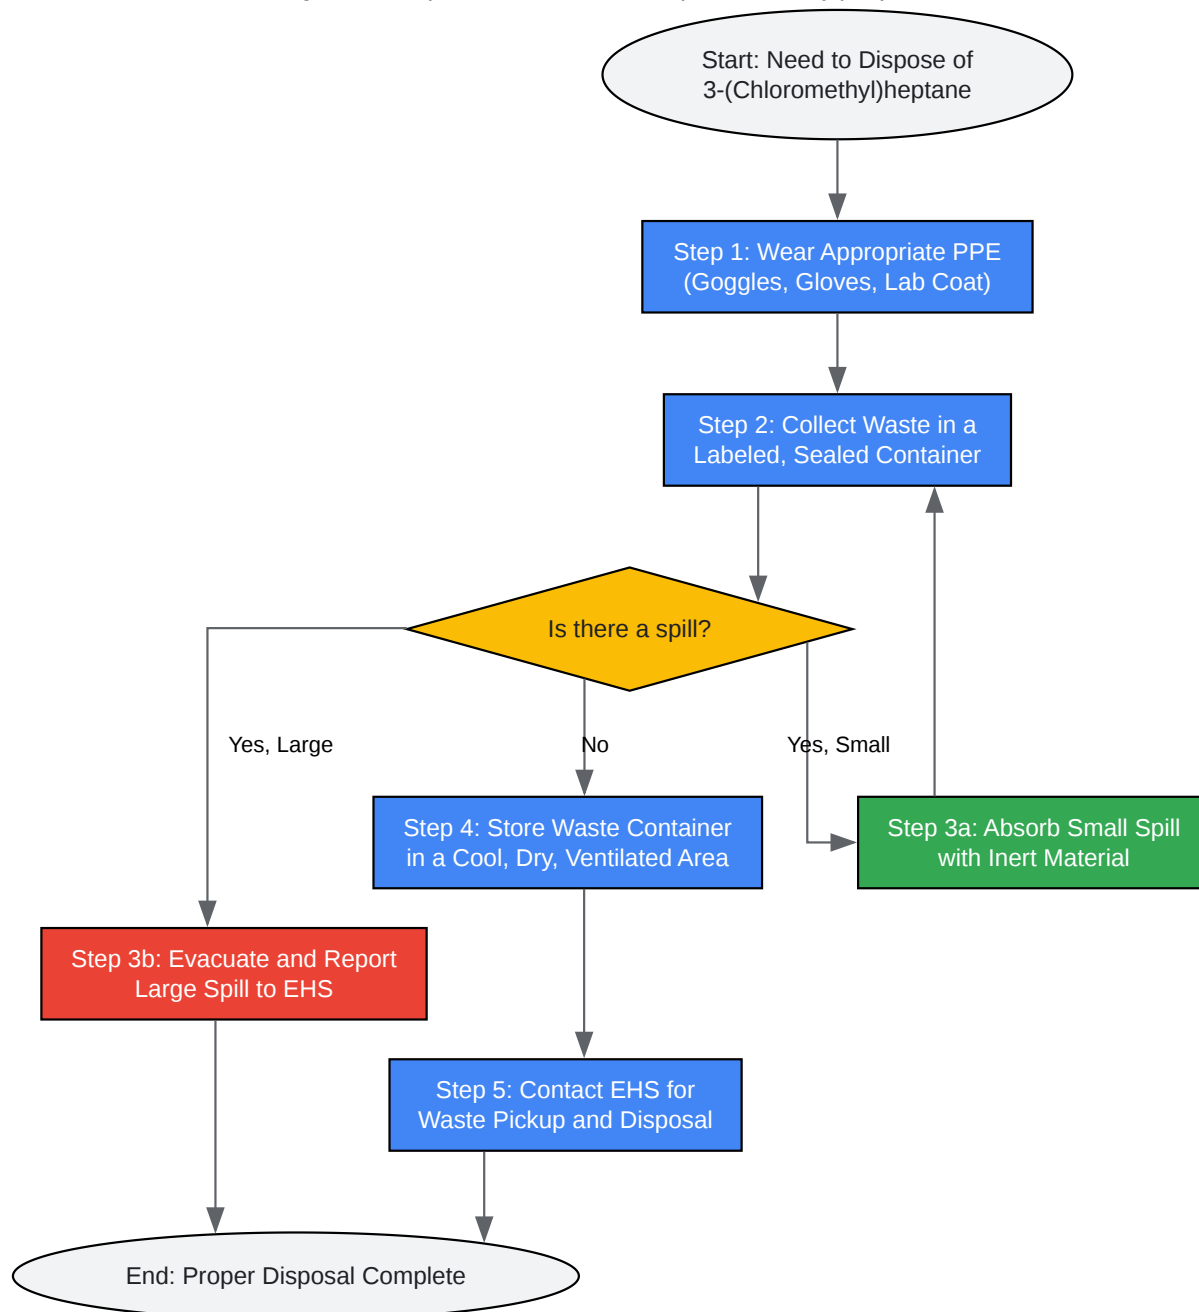 Start: Need to Dispose of
3-(Chloromethyl)heptane
Step 1: Wear Appropriate PPE
(Goggles, Gloves, Lab Coat)
Step 2: Collect Waste in a
Labeled, Sealed Container
Is there a spill?
Yes, Large
No
Yes, Small
Step 4: Store Waste Container
in a Cool, Dry, Ventilated Area
Step 3a: Absorb Small Spill
with Inert Material
Step 3b: Evacuate and Report
Large Spill to EHS
Step 5: Contact EHS for
Waste Pickup and Disposal
End: Proper Disposal Complete